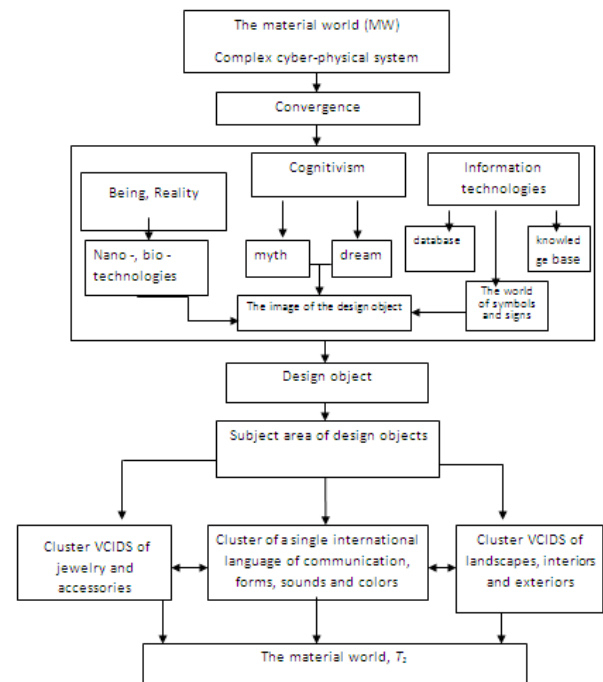 The material world (MW)
Complex cyber-physical system
Convergence
Being, Reality
Cognitivism
Information
technologies
Nano -, bio -
technologies
myth
dream
database
knowled
ge base
The image of the design object
The world
of symbols
and signs
Design object
Subject area of design objects
Cluster VCIDS of
jewelry and
accessories
Cluster of a single international
language of communication,
forms, sounds and colors
Cluster VCIDS of
landscapes, interiors
and exteriors
The material world, T₂